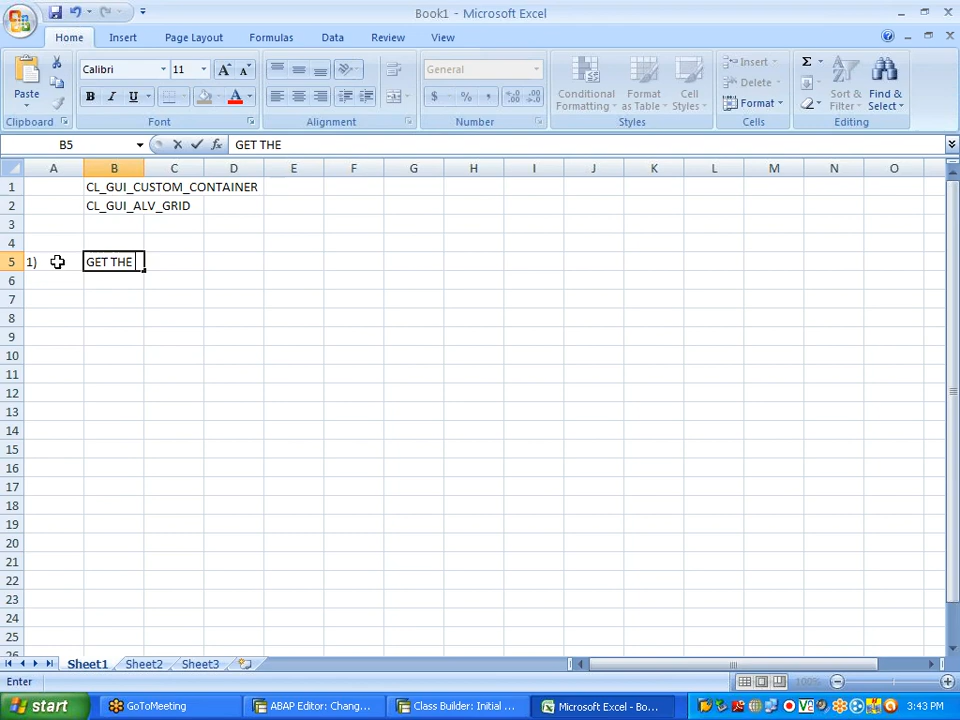 Book1 - Microsoft Excel
Home Insert Page Layout Formulas Data Review View
Paste
Clipboard
Calibri 11
A A
B I U A
Font
Alignment
General
$ % ,
Number
Conditional Formatting
Format as Table
Cell Styles
Styles
Insert
Delete
Format
Cells
Σ
Sort & Filter
Find & Select
Editing
B5 fx GET THE
A B C D E F G H I J K L M N O
1 CL_GUI_CUSTOM_CONTAINER
2 CL_GUI_ALV_GRID
3
4
5 1) GET THE
6
7
8
9
10
11
12
13
14
15
16
17
18
19
20
21
22
23
24
25
26
Sheet1 Sheet2 Sheet3
Enter 100%
start GoToMeeting ABAP Editor: Chang... Class Builder: Initial ... Microsoft Excel - Bo... 3:43 PM